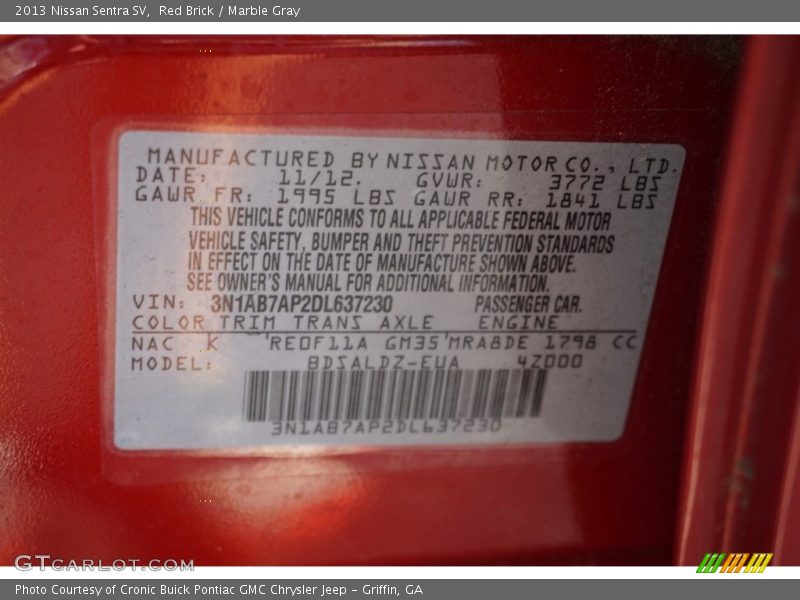 2013 Nissan Sentra SV, Red Brick / Marble Gray
MANUFACTURED BY NISSAN MOTOR CO., LTD.
DATE: 11/12. GVWR: 3772 LBS
GAWR FR: 1995 LBS GAWR RR: 1841 LBS
THIS VEHICLE CONFORMS TO ALL APPLICABLE FEDERAL MOTOR
VEHICLE SAFETY, BUMPER AND THEFT PREVENTION STANDARDS
IN EFFECT ON THE DATE OF MANUFACTURE SHOWN ABOVE.
SEE OWNER'S MANUAL FOR ADDITIONAL INFORMATION.
VIN: 3N1AB7AP2DL637230 PASSENGER CAR.
COLOR TRIM TRANS AXLE ENGINE
NAC K REOF11A GM35 MRA8DE 1798 CC
MODEL: BDSALDZ-EUA 4Z000
3N1AB7AP2DL637230
GTCARLOT.COM
Photo Courtesy of Cronic Buick Pontiac GMC Chrysler Jeep - Griffin, GA